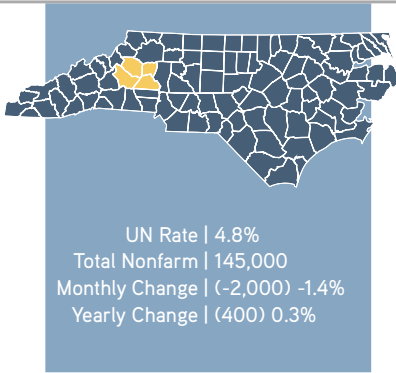 UN Rate | 4.8%
Total Nonfarm | 145,000
Monthly Change | (-2,000) -1.4%
Yearly Change | (400) 0.3%